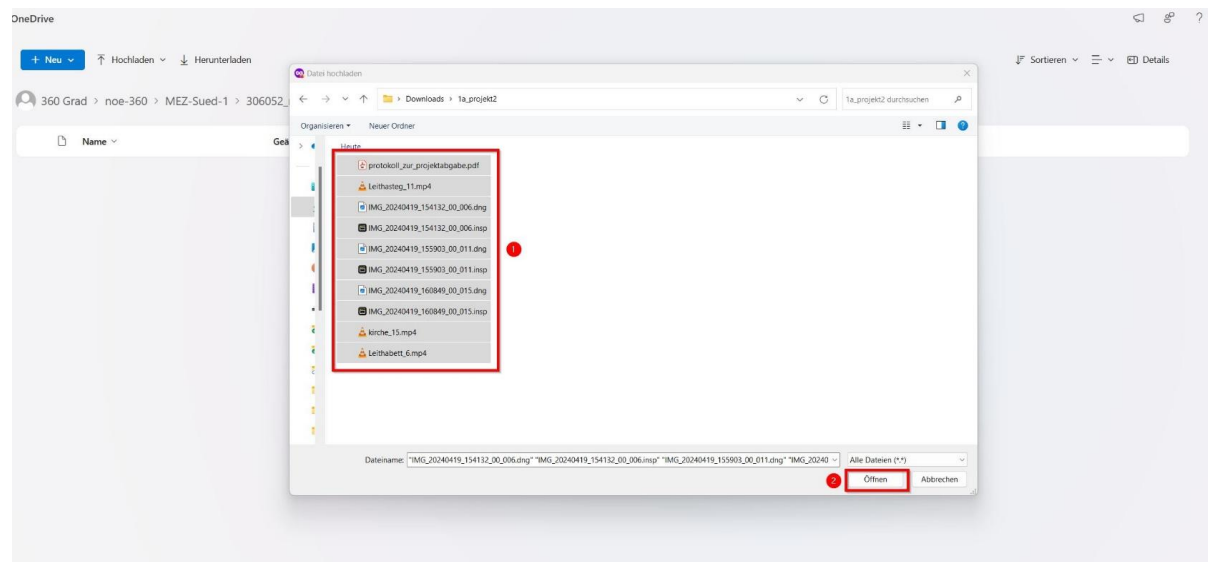 OneDrive
?
+ Neu
Hochladen
Herunterladen
Sortieren
Details
360 Grad > noe-360 > MEZ-Sued-1 > 306052_
Name
Geä
Datei hochladen
> Downloads > 1a_projekt2
1a_projekt2 durchsuchen
Organisieren
Neuer Ordner
Heute
protokoll_zur_projektabgabe.pdf
Leithasteg_11.mp4
IMG_20240419_154132_00_006.dng
IMG_20240419_154132_00_006.insp
IMG_20240419_155903_00_011.dng
1
IMG_20240419_155903_00_011.insp
IMG_20240419_160849_00_015.dng
IMG_20240419_160849_00_015.insp
kirche_15.mp4
Leithabett_6.mp4
Dateiname: "IMG_20240419_154132_00_006.dng" "IMG_20240419_154132_00_006.insp" "IMG_20240419_155903_00_011.dng" "IMG_20240
Alle Dateien (*.*)
2
Öffnen
Abbrechen